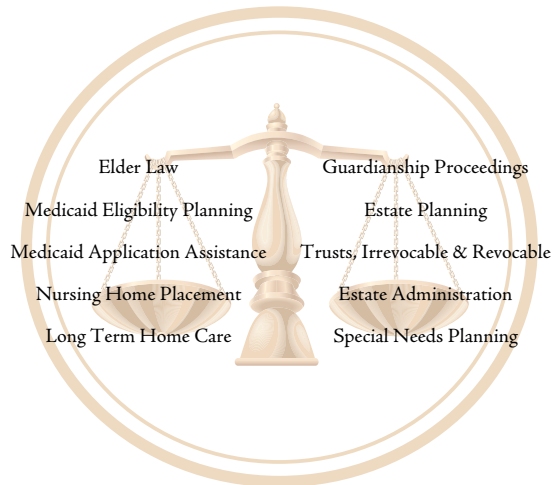 Elder Law
Medicaid Eligibility Planning
Medicaid Application Assistance
Nursing Home Placement
Long Term Home Care
Guardianship Proceedings
Estate Planning
Trusts, Irrevocable & Revocable
Estate Administration
Special Needs Planning